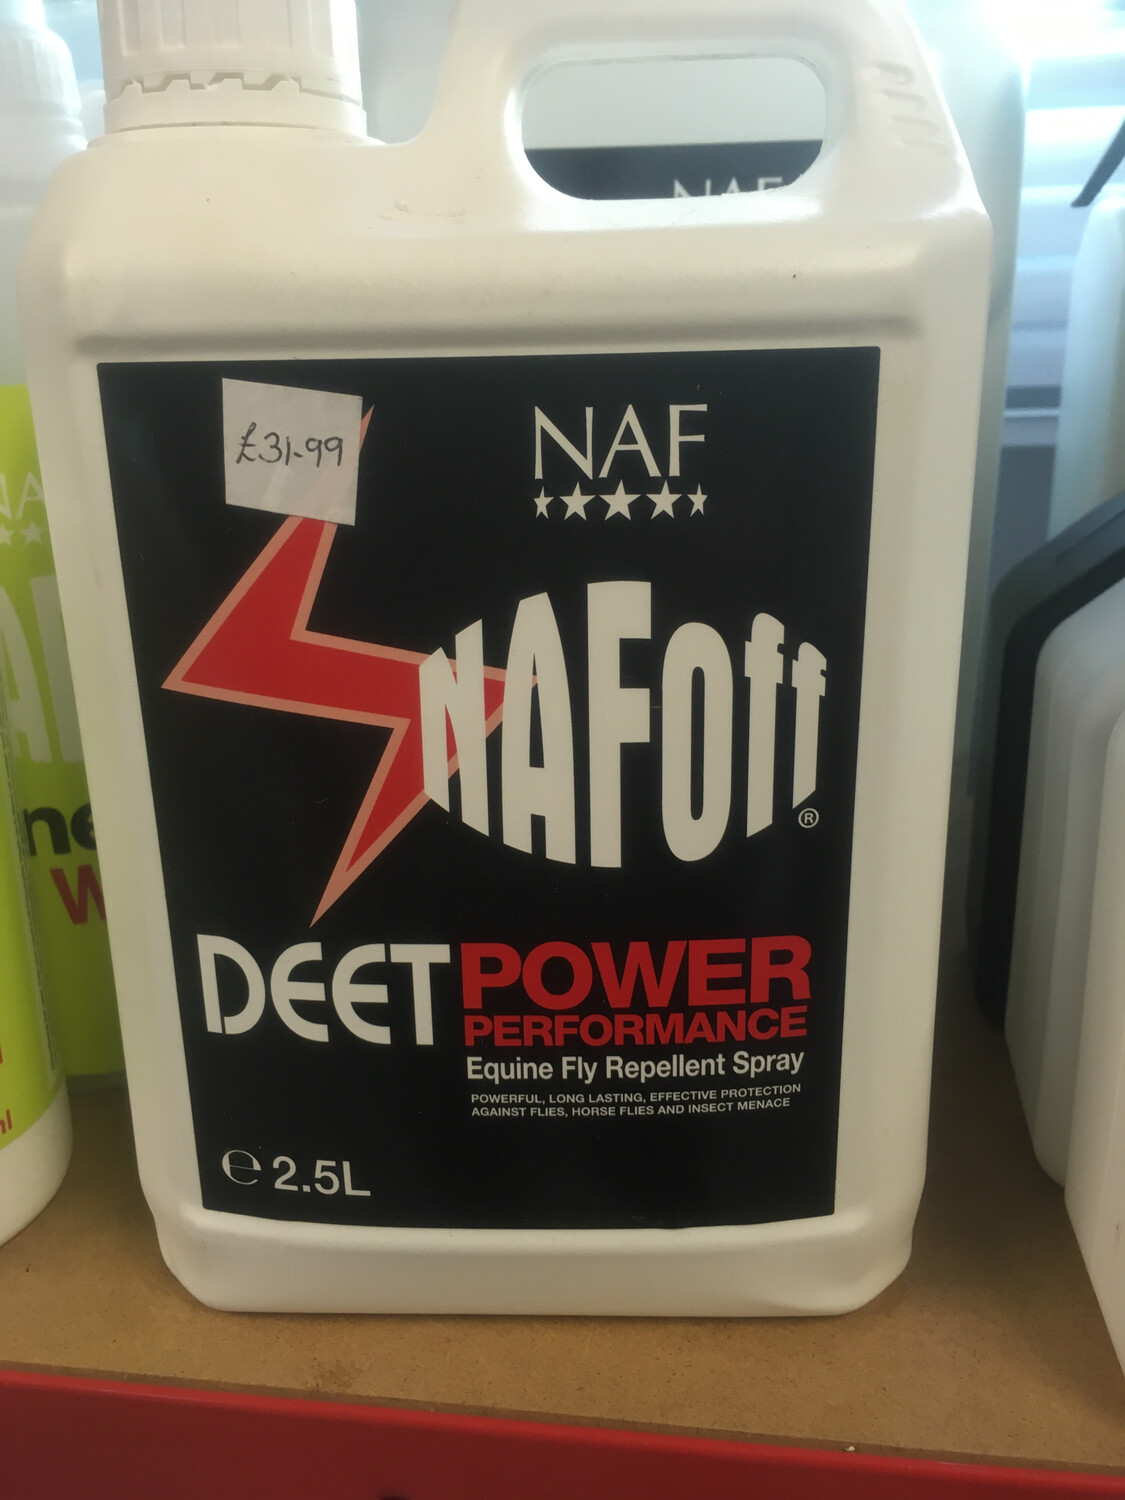 NAF
£31.99
NAF
NAFOff®
DEET POWER
PERFORMANCE
Equine Fly Repellent Spray
POWERFUL, LONG LASTING, EFFECTIVE PROTECTION
AGAINST FLIES, HORSE FLIES AND INSECT MENACE
e 2.5L